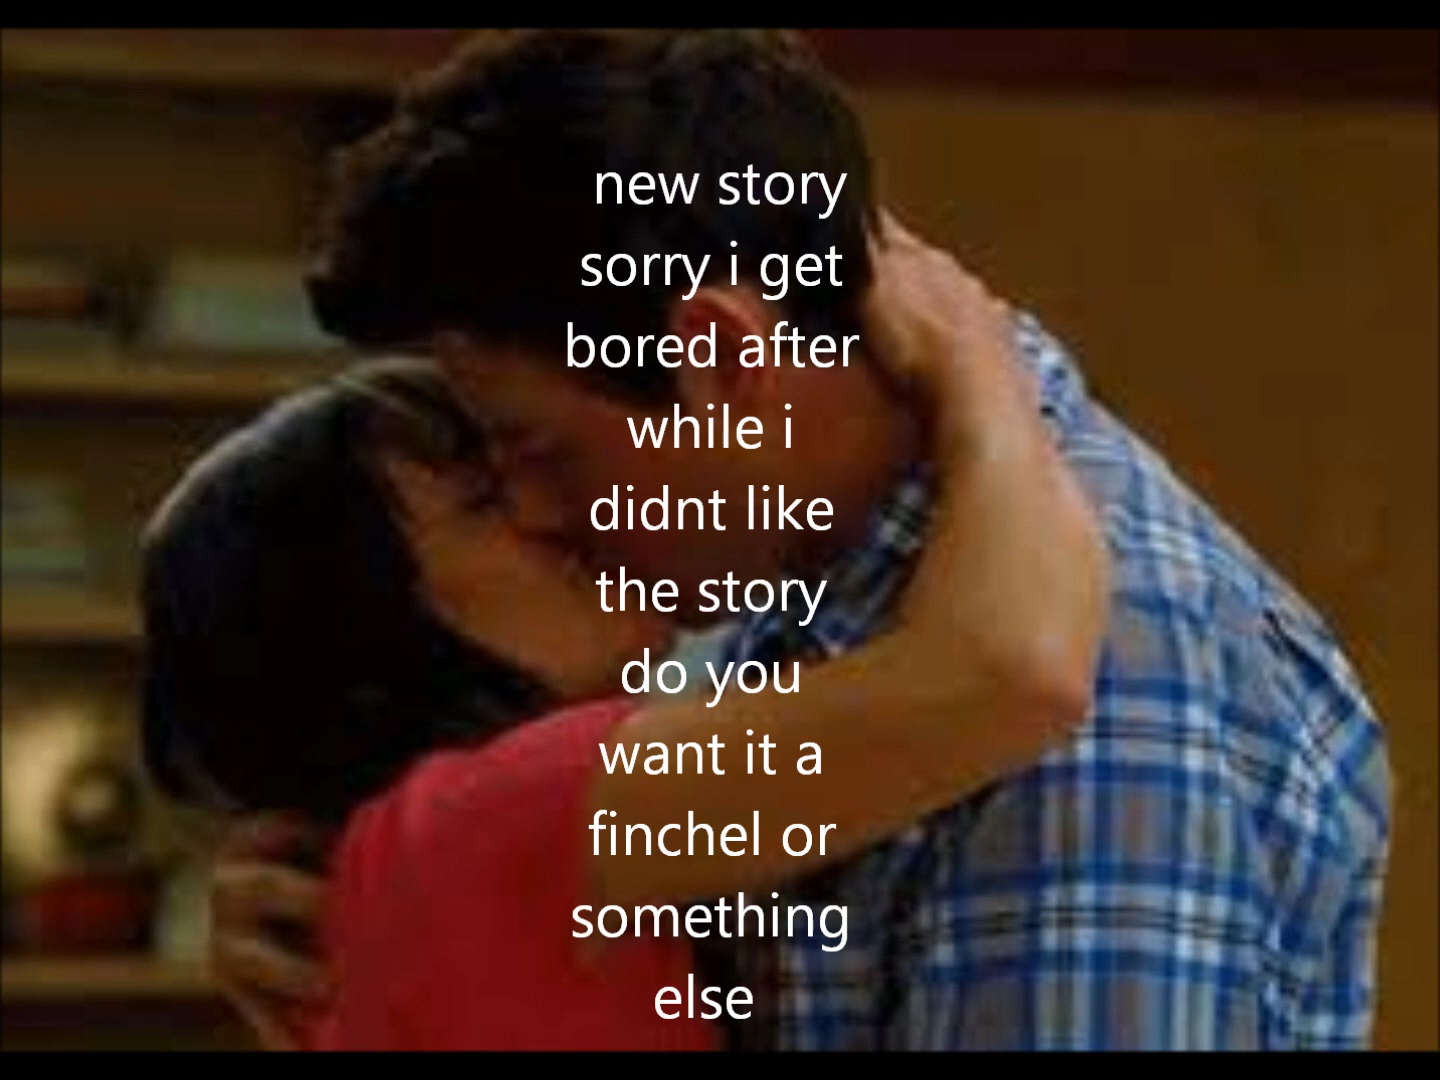 new story
sorry i get
bored after
while i
didnt like
the story
do you
want it a
finchel or
something
else